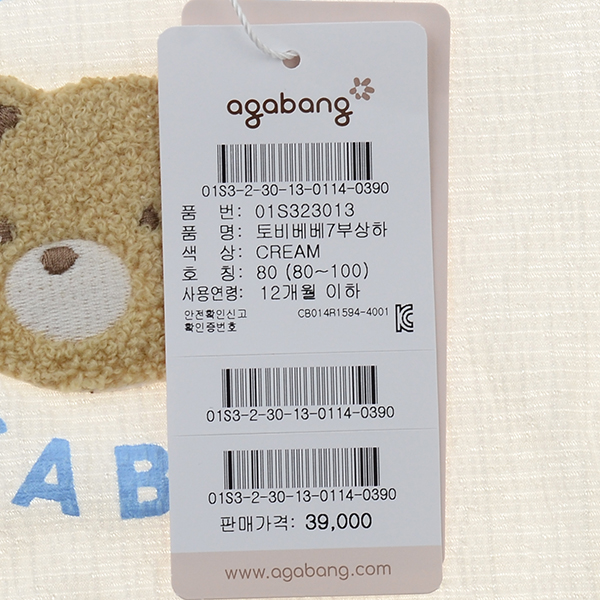 agabang
01S3-2-30-13-0114-0390
품 번: 01S323013
품 명: 토비베베7부상하
색 상: CREAM
호 칭: 80 (80~100)
사용연령: 12개월 이하
안전확인신고
확인증번호 CB014R1594-4001
01S3-2-30-13-0114-0390
01S3-2-30-13-0114-0390
판매가격: 39,000
www.agabang.com
AB